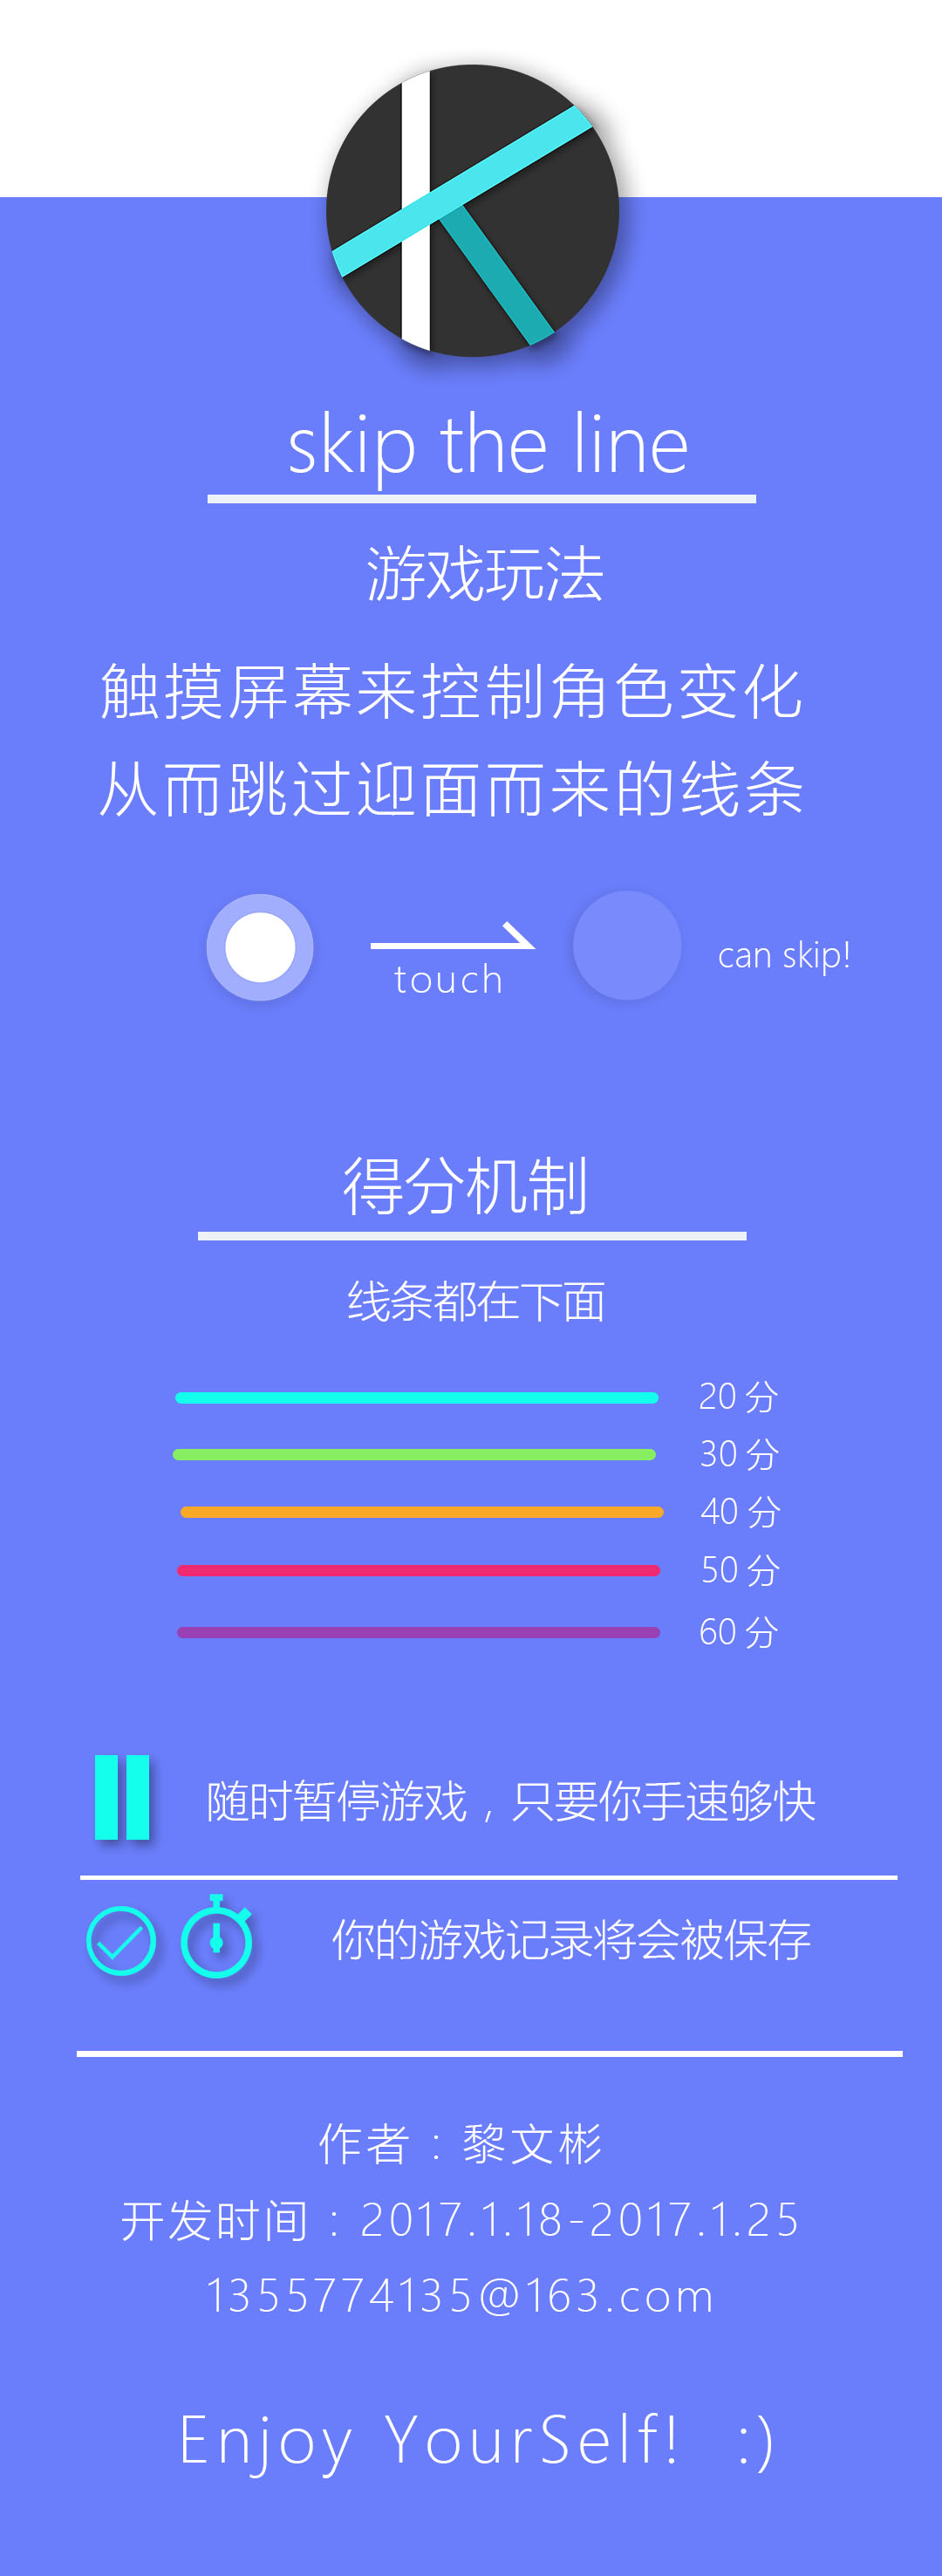 skip the line
游戏玩法
触摸屏幕来控制角色变化
从而跳过迎面而来的线条
touch
can skip!
得分机制
线条都在下面
20 分
30 分
40 分
50 分
60 分
随时暂停游戏，只要你手速够快
你的游戏记录将会被保存
作者：黎文彬
开发时间：2017.1.18-2017.1.25
1355774135@163.com
Enjoy YourSelf! :)